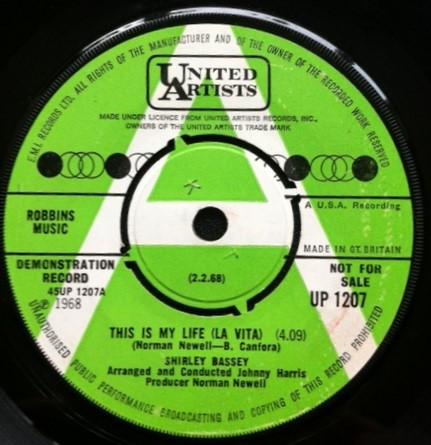 E.M.I. RECORDS LTD. ALL RIGHTS OF THE MANUFACTURER AND OF THE OWNER OF THE RECORDED WORK RESERVED
UNITED
ARTISTS
MADE UNDER LICENCE FROM UNITED ARTISTS RECORDS, INC.,
OWNERS OF THE UNITED ARTISTS TRADE MARK
ROBBINS
MUSIC
A U.S.A. Recording
MADE IN GT. BRITAIN
DEMONSTRATION
RECORD
45UP 1207A
℗ 1968
(2.2.68)
NOT FOR
SALE
UP 1207
THIS IS MY LIFE (LA VITA) (4.09)
(Norman Newell—B. Canfora)
SHIRLEY BASSEY
Arranged and Conducted Johnny Harris
Producer Norman Newell
UNAUTHORISED PUBLIC PERFORMANCE BROADCASTING AND COPYING OF THIS RECORD PROHIBITED